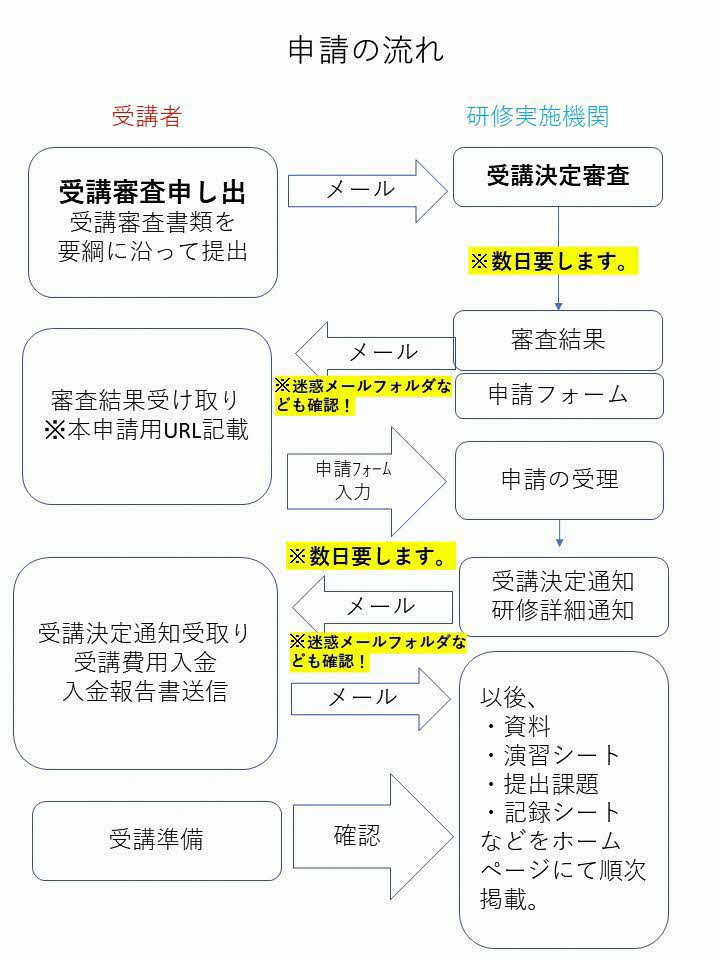 申請の流れ
受講者
研修実施機関
受講審査申し出
受講審査書類を
要綱に沿って提出
メール
受講決定審査
※数日要します。
審査結果
申請フォーム
メール
※迷惑メールフォルダな
ども確認！
審査結果受け取り
※本申請用URL記載
申請フォーム
入力
申請の受理
※数日要します。
受講決定通知
研修詳細通知
メール
※迷惑メールフォルダな
ども確認！
受講決定通知受取り
受講費用入金
入金報告書送信
メール
以後、
・資料
・演習シート
・提出課題
・記録シート
などをホーム
ページにて順次
掲載。
受講準備
確認